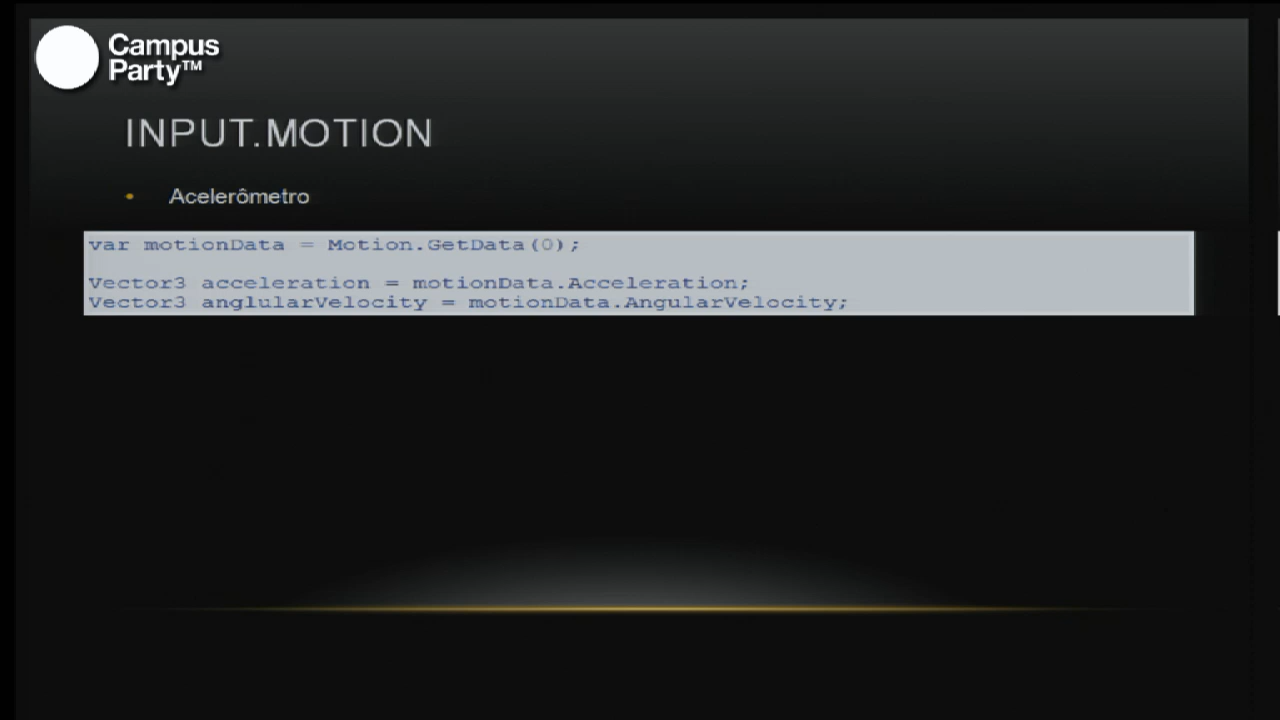 Campus
Party™
INPUT.MOTION
• Acelerômetro
var motionData = Motion.GetData(0);
Vector3 acceleration = motionData.Acceleration;
Vector3 anglularVelocity = motionData.AngularVelocity;